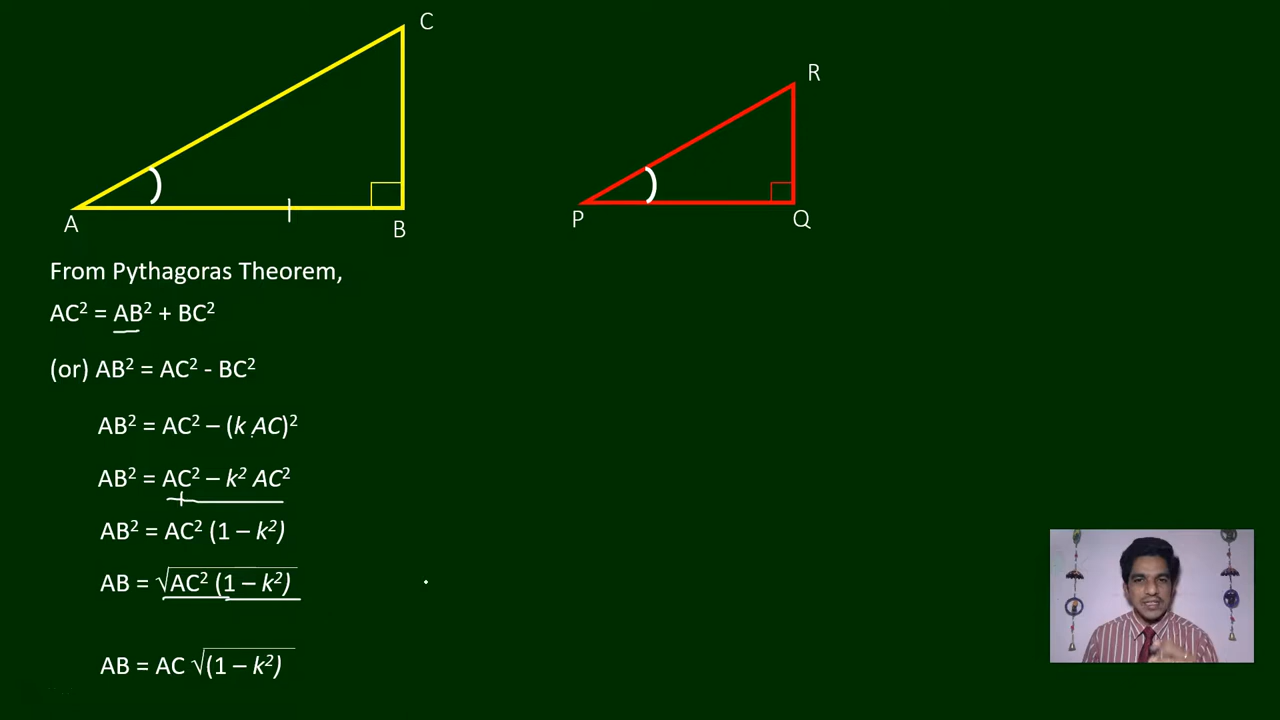 C
R
A
B
P
Q
From Pythagoras Theorem,
AC² = AB² + BC²
(or) AB² = AC² - BC²
AB² = AC² – (k AC)²
AB² = AC² – k² AC²
AB² = AC² (1 – k²)
AB = √AC² (1 – k²)
AB = AC √(1 – k²)